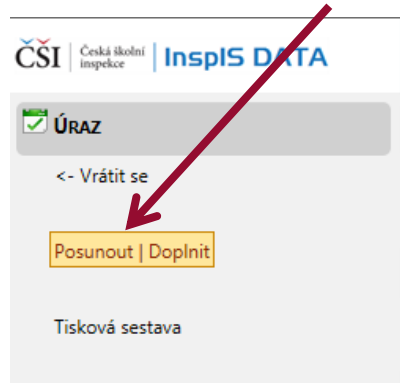 ČŠI | Česká školní inspekce | InspIS DATA
ÚRAZ
<- Vrátit se
Posunout | Doplnit
Tisková sestava